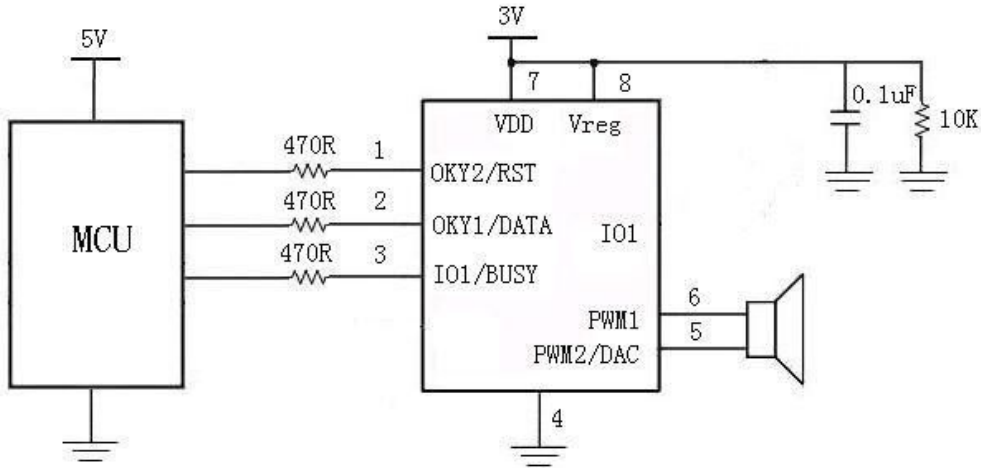 5V
3V
7
8
0.1uF
10K
VDD
Vreg
MCU
470R
1
OKY2/RST
470R
2
OKY1/DATA
IO1
470R
3
IO1/BUSY
PWM1
6
PWM2/DAC
5
4